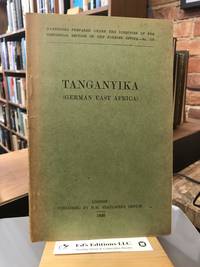 HANDBOOKS PREPARED UNDER THE DIRECTION OF THE
HISTORICAL SECTION OF THE FOREIGN OFFICE.—No.
TANGANYIKA
(GERMAN EAST AFRICA)
LONDON
PUBLISHED BY H.M. STATIONERY OFFICE.
1920
Ed's Editions LLC